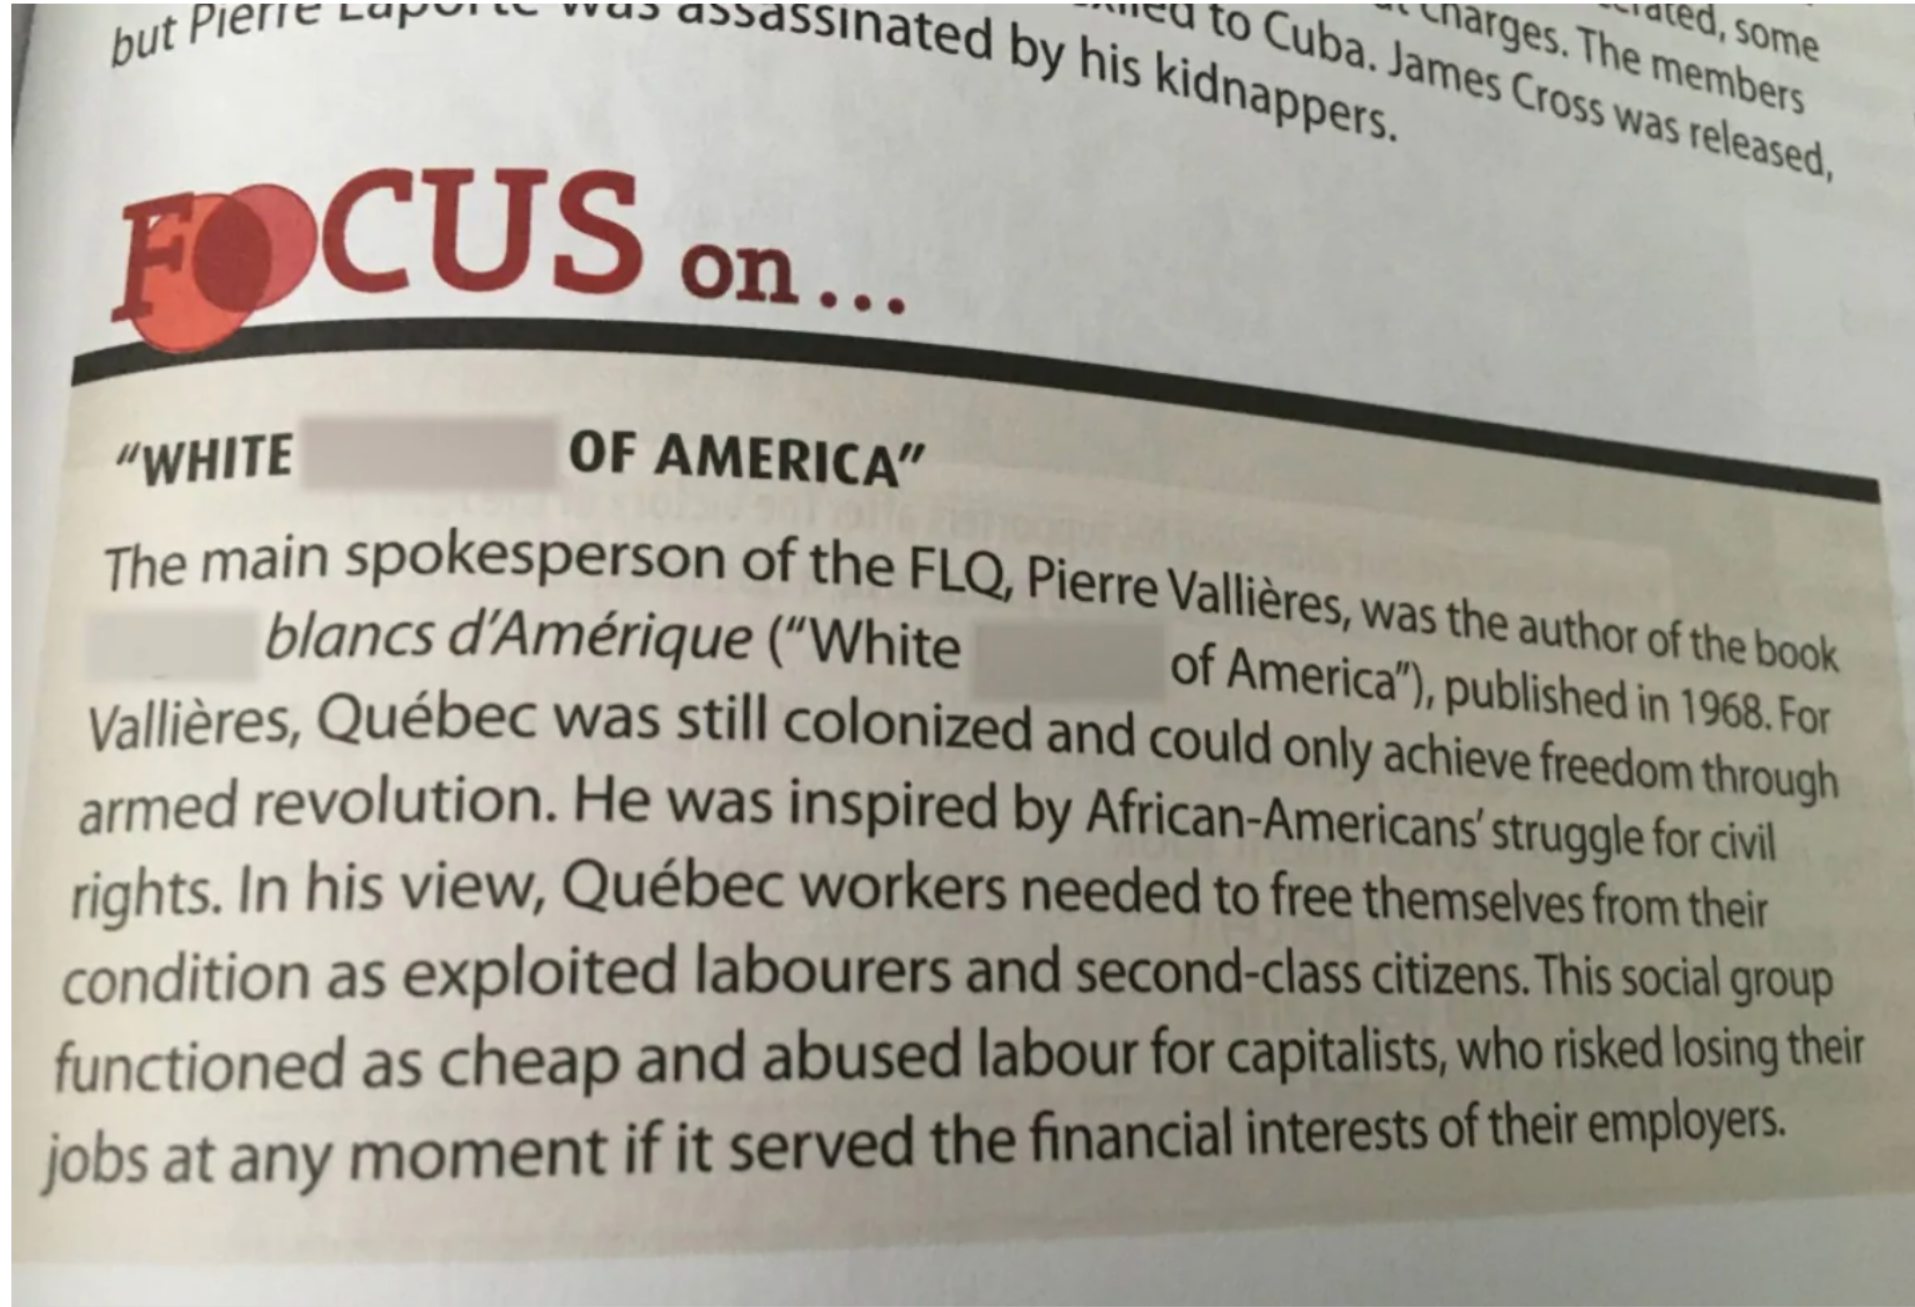 rated, some
charges. The members
to Cuba. James Cross was released,
but Pierre Laporte was assassinated by his kidnappers.
FOCUS on...
"WHITE OF AMERICA"
The main spokesperson of the FLQ, Pierre Vallières, was the author of the book
blancs d'Amérique ("White of America"), published in 1968. For
Vallières, Québec was still colonized and could only achieve freedom through
armed revolution. He was inspired by African-Americans' struggle for civil
rights. In his view, Québec workers needed to free themselves from their
condition as exploited labourers and second-class citizens. This social group
functioned as cheap and abused labour for capitalists, who risked losing their
jobs at any moment if it served the financial interests of their employers.